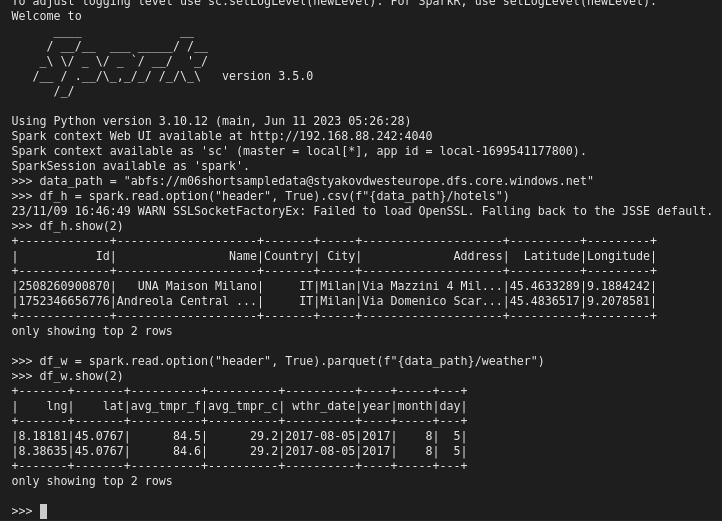 To adjust logging level use sc.setLogLevel(newLevel). For SparkR, use setLogLevel(newLevel).
Welcome to
      ____              __
     / __/__  ___ _____/ /__
    _\ \/ _ \/ _ `/ __/  '_/
   /__ / .__/\_,_/_/ /_/\_\   version 3.5.0
      /_/

Using Python version 3.10.12 (main, Jun 11 2023 05:26:28)
Spark context Web UI available at http://192.168.88.242:4040
Spark context available as 'sc' (master = local[*], app id = local-1699541177800).
SparkSession available as 'spark'.
>>> data_path = "abfs://m06shortsampledata@styakovdwesteurope.dfs.core.windows.net"
>>> df_h = spark.read.option("header", True).csv(f"{data_path}/hotels")
23/11/09 16:46:49 WARN SSLSocketFactoryEx: Failed to load OpenSSL. Falling back to the JSSE default.
>>> df_h.show(2)
+-------------+--------------------+-------+-----+--------------------+----------+---------+
|           Id|                Name|Country| City|             Address|  Latitude|Longitude|
+-------------+--------------------+-------+-----+--------------------+----------+---------+
|2508260900870|   UNA Maison Milano|     IT|Milan|Via Mazzini 4 Mil...|45.4633289|9.1884242|
|1752346656776|Andreola Central ...|     IT|Milan|Via Domenico Scar...|45.4836517|9.2078581|
+-------------+--------------------+-------+-----+--------------------+----------+---------+
only showing top 2 rows

>>> df_w = spark.read.option("header", True).parquet(f"{data_path}/weather")
>>> df_w.show(2)
+-------+-------+----------+----------+----------+----+-----+---+
|    lng|    lat|avg_tmpr_f|avg_tmpr_c| wthr_date|year|month|day|
+-------+-------+----------+----------+----------+----+-----+---+
|8.18181|45.0767|      84.5|      29.2|2017-08-05|2017|    8|  5|
|8.38635|45.0767|      84.6|      29.2|2017-08-05|2017|    8|  5|
+-------+-------+----------+----------+----------+----+-----+---+
only showing top 2 rows

>>>